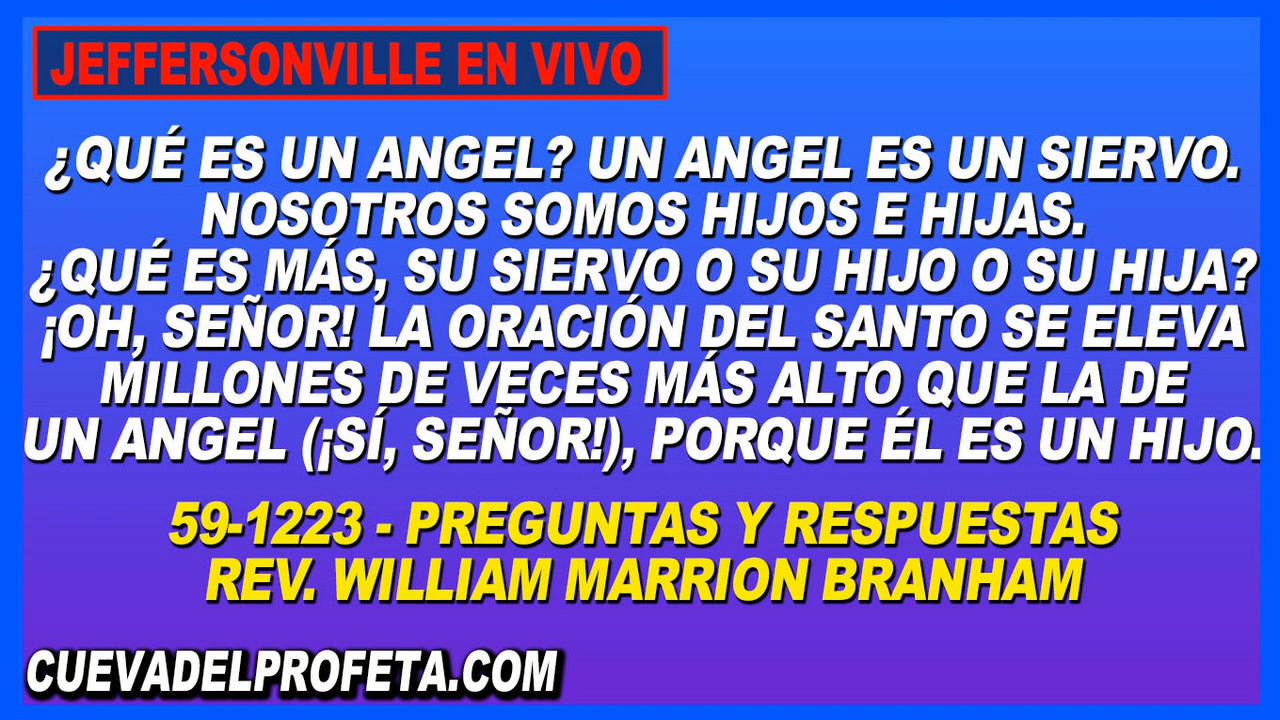 JEFFERSONVILLE EN VIVO
¿QUÉ ES UN ANGEL? UN ANGEL ES UN SIERVO.
NOSOTROS SOMOS HIJOS E HIJAS.
¿QUÉ ES MÁS, SU SIERVO O SU HIJO O SU HIJA?
¡OH, SEÑOR! LA ORACIÓN DEL SANTO SE ELEVA
MILLONES DE VECES MÁS ALTO QUE LA DE
UN ANGEL (¡SÍ, SEÑOR!), PORQUE ÉL ES UN HIJO.
59-1223 - PREGUNTAS Y RESPUESTAS
REV. WILLIAM MARRION BRANHAM
CUEVADELPROFETA.COM